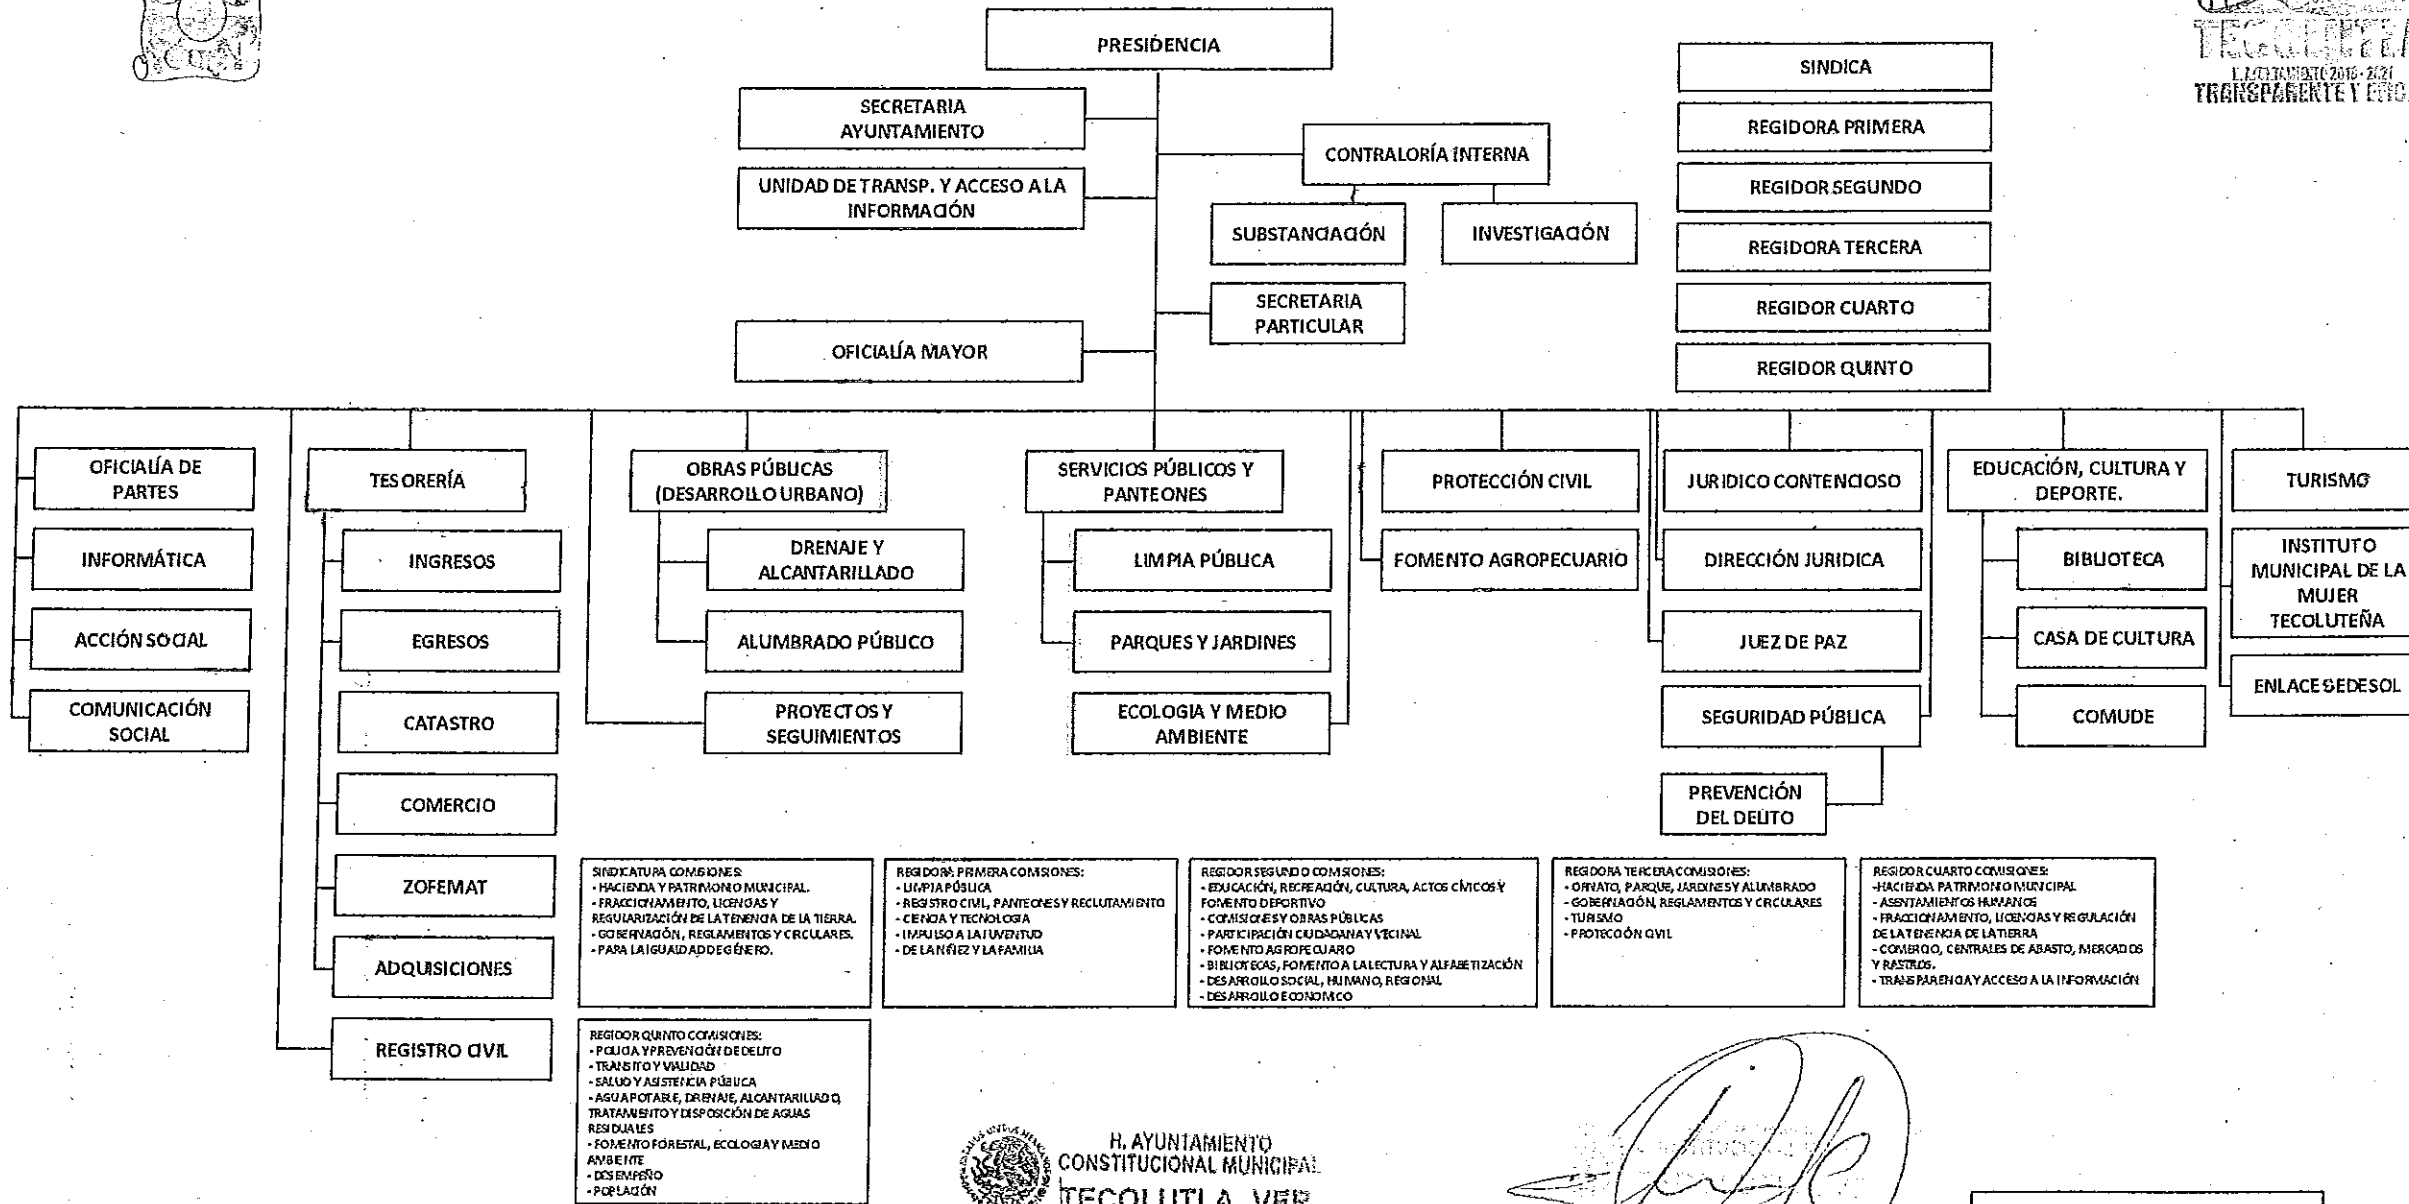 PRESIDENCIA
TECOLUTLA
TRANSPARENTE Y
SECRETARIA
AYUNTAMIENTO
UNIDAD DE TRANSP. Y ACCESO A LA
INFORMACIÓN
CONTRALORÍA INTERNA
SUBSTANCIACIÓN
INVESTIGACIÓN
SECRETARIA
PARTICULAR
OFICIALÍA MAYOR
SINDICA
REGIDORA PRIMERA
REGIDOR SEGUNDO
REGIDORA TERCERA
REGIDOR CUARTO
REGIDOR QUINTO
OFICIALÍA DE
PARTES
INFORMÁTICA
ACCIÓN SOCIAL
COMUNICACIÓN
SOCIAL
TESORERÍA
INGRESOS
EGRESOS
CATASTRO
COMERCIO
ZOFEMAT
ADQUISICIONES
REGISTRO CIVIL
OBRAS PÚBLICAS
(DESARROLLO URBANO)
DRENAJE Y
ALCANTARILLADO
ALUMBRADO PÚBLICO
PROYECTOS Y
SEGUIMIENTOS
SERVICIOS PÚBLICOS Y
PANTEONES
LIMPIA PÚBLICA
PARQUES Y JARDINES
ECOLOGIA Y MEDIO
AMBIENTE
PROTECCIÓN CIVIL
FOMENTO AGROPECUARIO
JURIDICO CONTENCIOSO
DIRECCIÓN JURIDICA
JUEZ DE PAZ
SEGURIDAD PÚBLICA
PREVENCIÓN
DEL DELITO
EDUCACIÓN, CULTURA Y
DEPORTE.
BIBLIOTECA
CASA DE CULTURA
COMUDE
TURISMO
INSTITUTO
MUNICIPAL DE LA
MUJER
TECOLUTEÑA
ENLACE SEDESOL
SINDICATURA COMISIONES:
- HACIENDA Y PATRIMONIO MUNICIPAL.
- FRACCIONAMIENTO, LICENCIAS Y
REGULARIZACIÓN DE LA TENENCIA DE LA TIERRA.
- GOBERNACIÓN, REGLAMENTOS Y CIRCULARES.
- PARA LA IGUALDAD DE GÉNERO.
REGIDORA PRIMERA COMISIONES:
- LIMPIA PÚBLICA
- REGISTRO CIVIL, PANTEONES Y RECLUTAMIENTO
- CIENCIA Y TECNOLOGIA
- IMPULSO A LA JUVENTUD
- DE LA NIÑEZ Y LA FAMILIA
REGIDOR SEGUNDO COMISIONES:
- EDUCACIÓN, RECREACIÓN, CULTURA, ACTOS CÍVICOS Y
FOMENTO DEPORTIVO
- COMISIONES Y OBRAS PÚBLICAS
- PARTICIPACIÓN CIUDADANA Y VECINAL
- FOMENTO AGROPECUARIO
- BIBLIOTECAS, FOMENTO A LA LECTURA Y ALFABETIZACIÓN
- DESARROLLO SOCIAL, HUMANO, REGIONAL
- DESARROLLO ECONOMICO
REGIDORA TERCERA COMISIONES:
- ORNATO, PARQUE, JARDINES Y ALUMBRADO
- GOBERNACIÓN, REGLAMENTOS Y CIRCULARES
- TURISMO
- PROTECCIÓN CIVIL
REGIDOR CUARTO COMISIONES:
-HACIENDA PATRIMONIO MUNICIPAL
- ASENTAMIENTOS HUMANOS
- FRACCIONAMIENTO, LICENCIAS Y REGULACIÓN
DE LA TENENCIA DE LA TIERRA
- COMERCIO, CENTRALES DE ABASTO, MERCADOS
Y RASTROS.
- TRANSPARENCIA Y ACCESO A LA INFORMACIÓN
REGIDOR QUINTO COMISIONES:
- POLICIA Y PREVENCIÓN DE DELITO
- TRANSITO Y VIALIDAD
- SALUD Y ASISTENCIA PÚBLICA
- AGUA POTABLE, DRENAJE, ALCANTARILLADO,
TRATAMIENTO Y DISPOSICIÓN DE AGUAS
RESIDUALES
- FOMENTO FORESTAL, ECOLOGIA Y MEDIO
AMBIENTE
- DESEMPEÑO
- POBLACIÓN
H. AYUNTAMIENTO
CONSTITUCIONAL MUNICIPAL
TECOLUTLA, VER.